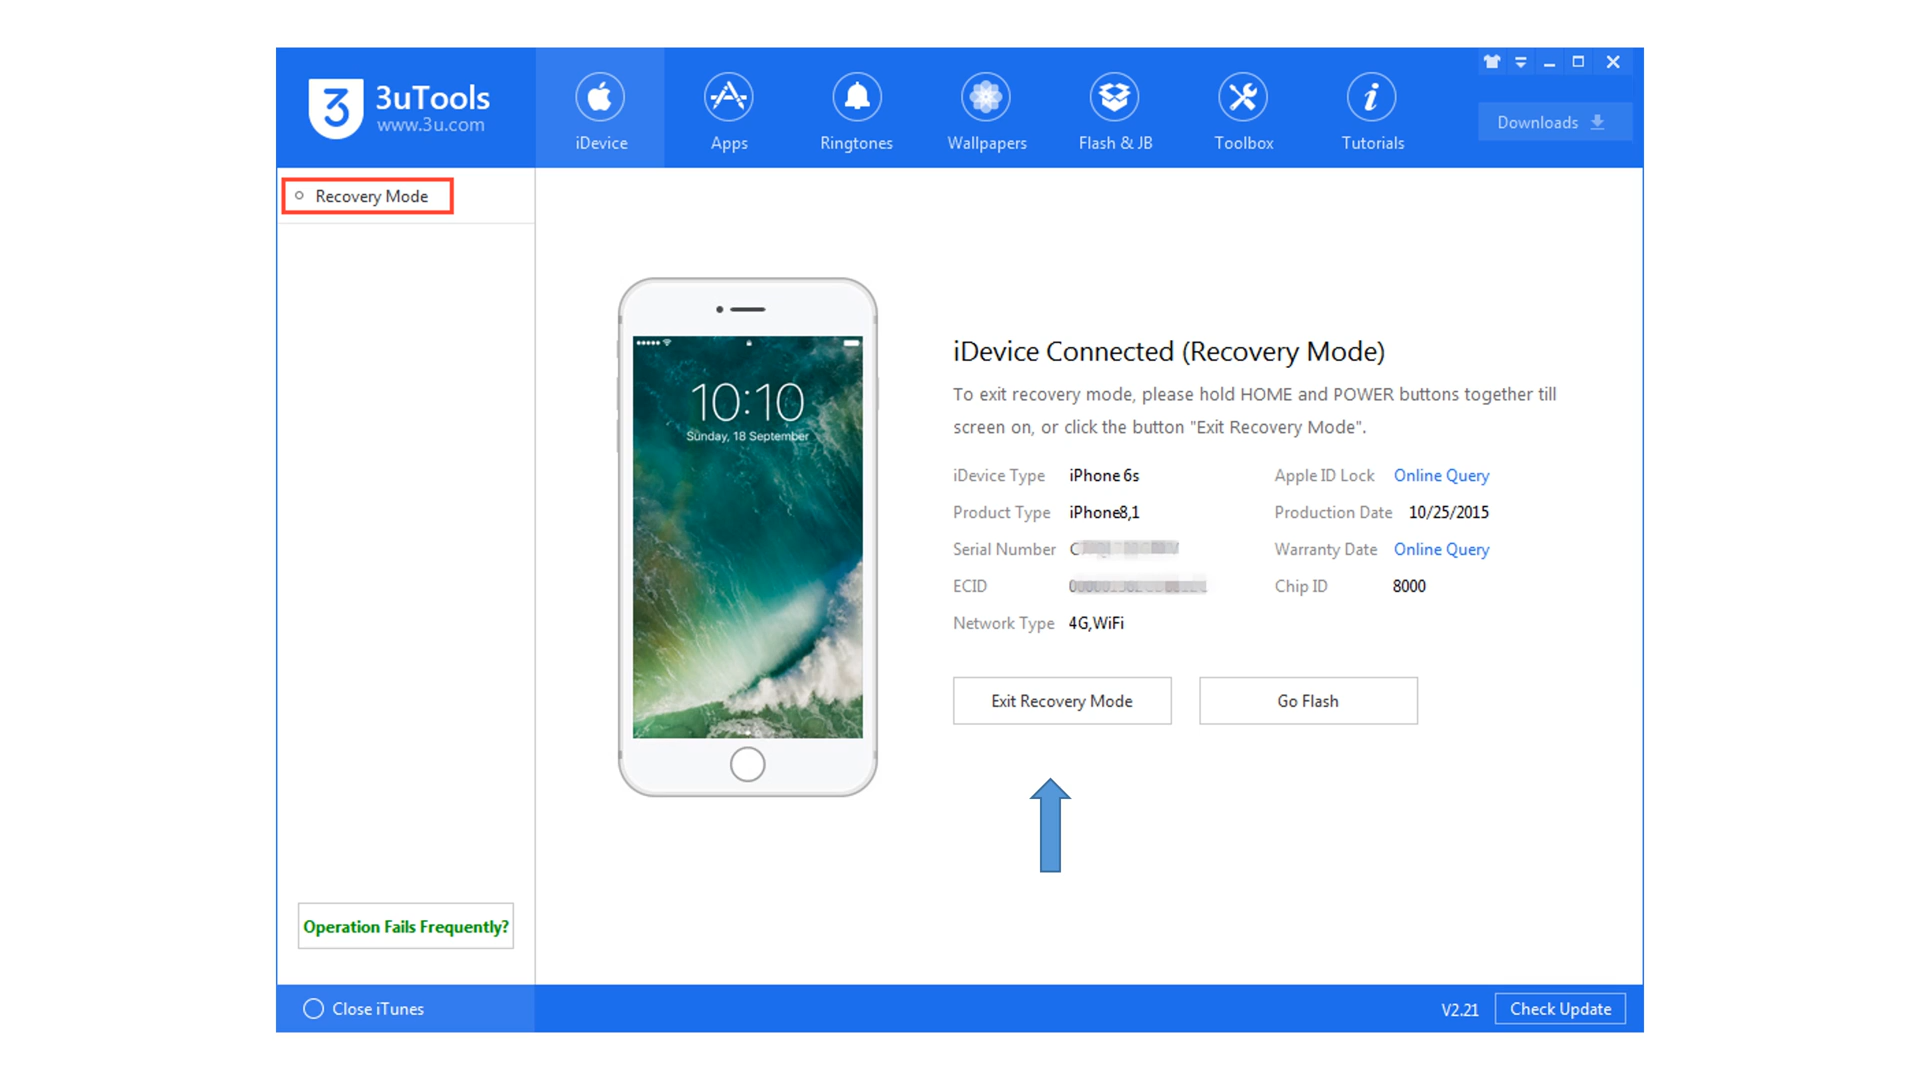 3uTools
www.3u.com
iDevice
Apps
Ringtones
Wallpapers
Flash & JB
Toolbox
Tutorials
Downloads
Recovery Mode
10:10
Sunday, 18 September
iDevice Connected (Recovery Mode)
To exit recovery mode, please hold HOME and POWER buttons together till
screen on, or click the button "Exit Recovery Mode".
iDevice Type iPhone 6s Apple ID Lock Online Query
Product Type iPhone8,1 Production Date 10/25/2015
Serial Number Warranty Date Online Query
ECID Chip ID 8000
Network Type 4G,WiFi
Exit Recovery Mode
Go Flash
Operation Fails Frequently?
Close iTunes
V2.21 Check Update